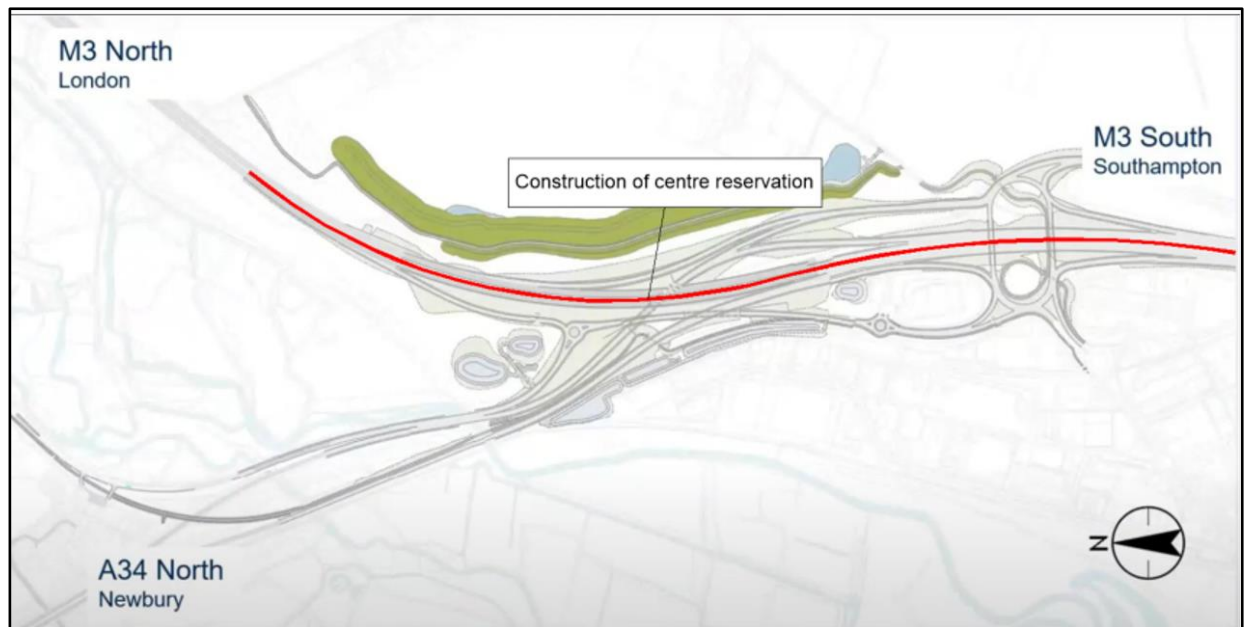 M3 North
London
M3 South
Southampton
Construction of centre reservation
A34 North
Newbury
N